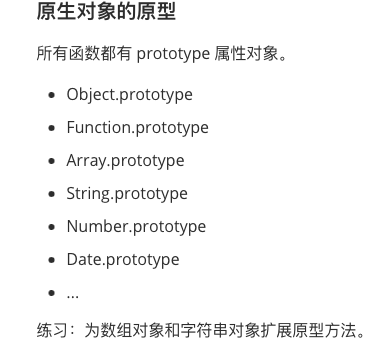 原生对象的原型
所有函数都有 prototype 属性对象。
• Object.prototype
• Function.prototype
• Array.prototype
• String.prototype
• Number.prototype
• Date.prototype
• ...
练习：为数组对象和字符串对象扩展原型方法。